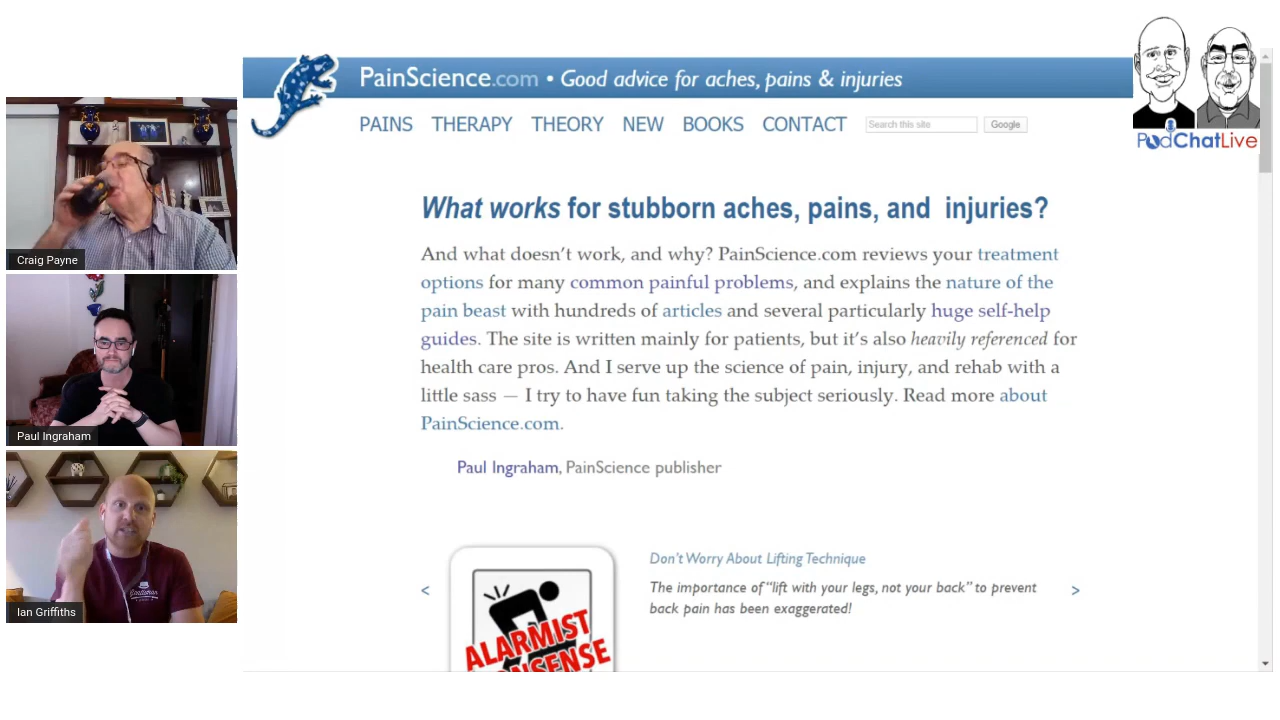 PainScience.com • Good advice for aches, pains & injuries
PAINS THERAPY THEORY NEW BOOKS CONTACT Search this site Google
PodChatLive
What works for stubborn aches, pains, and injuries?
And what doesn’t work, and why? PainScience.com reviews your treatment
options for many common painful problems, and explains the nature of the
pain beast with hundreds of articles and several particularly huge self-help
guides. The site is written mainly for patients, but it’s also heavily referenced for
health care pros. And I serve up the science of pain, injury, and rehab with a
little sass — I try to have fun taking the subject seriously. Read more about
PainScience.com.
Paul Ingraham, PainScience publisher
<
Don’t Worry About Lifting Technique
The importance of “lift with your legs, not your back” to prevent
back pain has been exaggerated!
>
ALARMIST
NONSENSE
Craig Payne
Paul Ingraham
Ian Griffiths